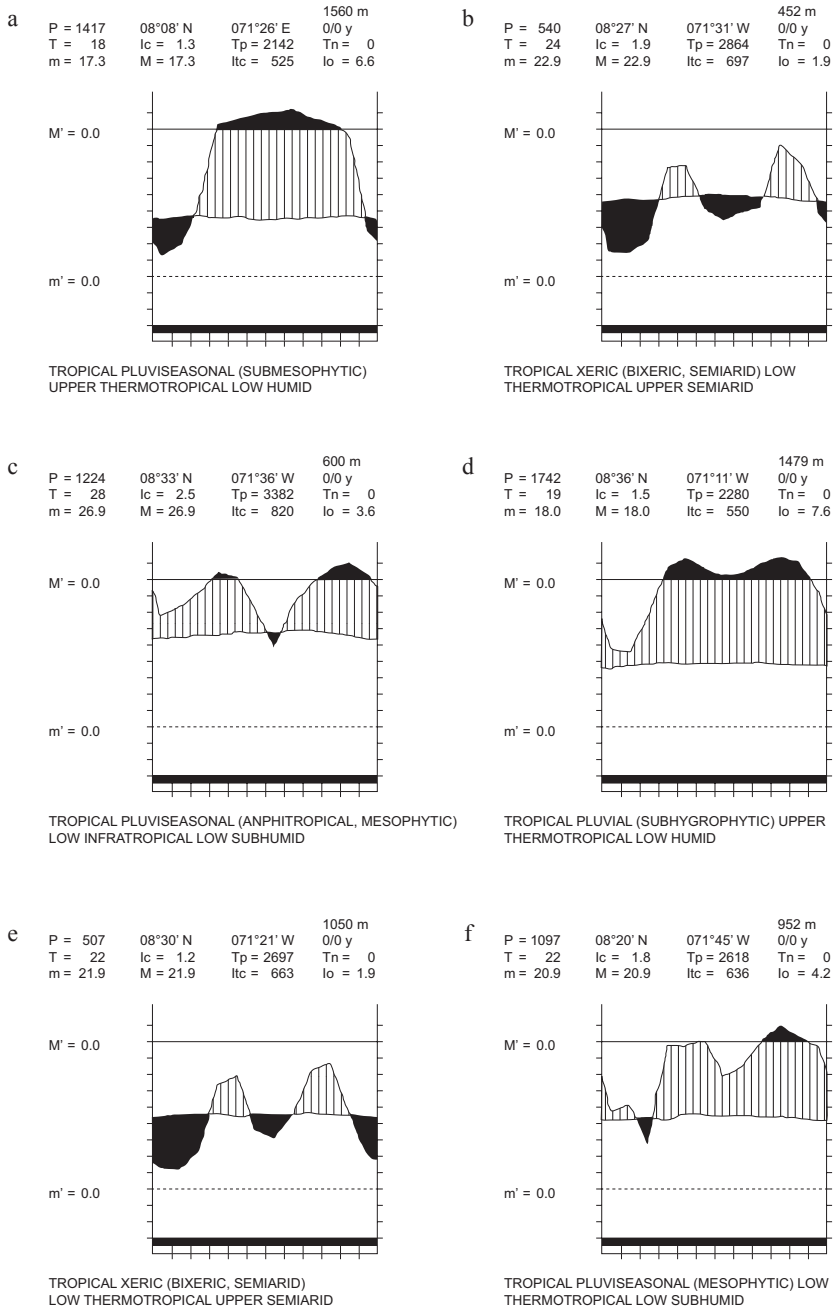 a
1560 m
P = 1417 08°08' N 071°26' E 0/0 y
T = 18 Ic = 1.3 Tp = 2142 Tn = 0
m = 17.3 M = 17.3 Itc = 525 Io = 6.6
M' = 0.0
m' = 0.0
TROPICAL PLUVISEASONAL (SUBMESOPHYTIC)
UPPER THERMOTROPICAL LOW HUMID
b
452 m
P = 540 08°27' N 071°31' W 0/0 y
T = 24 Ic = 1.9 Tp = 2864 Tn = 0
m = 22.9 M = 22.9 Itc = 697 Io = 1.9
M' = 0.0
m' = 0.0
TROPICAL XERIC (BIXERIC, SEMIARID) LOW
THERMOTROPICAL UPPER SEMIARID
c
600 m
P = 1224 08°33' N 071°36' W 0/0 y
T = 28 Ic = 2.5 Tp = 3382 Tn = 0
m = 26.9 M = 26.9 Itc = 820 Io = 3.6
M' = 0.0
m' = 0.0
TROPICAL PLUVISEASONAL (ANPHITROPICAL, MESOPHYTIC)
LOW INFRATROPICAL LOW SUBHUMID
d
1479 m
P = 1742 08°36' N 071°11' W 0/0 y
T = 19 Ic = 1.5 Tp = 2280 Tn = 0
m = 18.0 M = 18.0 Itc = 550 Io = 7.6
M' = 0.0
m' = 0.0
TROPICAL PLUVIAL (SUBHYGROPHYTIC) UPPER
THERMOTROPICAL LOW HUMID
e
1050 m
P = 507 08°30' N 071°21' W 0/0 y
T = 22 Ic = 1.2 Tp = 2697 Tn = 0
m = 21.9 M = 21.9 Itc = 663 Io = 1.9
M' = 0.0
m' = 0.0
TROPICAL XERIC (BIXERIC, SEMIARID)
LOW THERMOTROPICAL UPPER SEMIARID
f
952 m
P = 1097 08°20' N 071°45' W 0/0 y
T = 22 Ic = 1.8 Tp = 2618 Tn = 0
m = 20.9 M = 20.9 Itc = 636 Io = 4.2
M' = 0.0
m' = 0.0
TROPICAL PLUVISEASONAL (MESOPHYTIC) LOW
THERMOTROPICAL LOW SUBHUMID